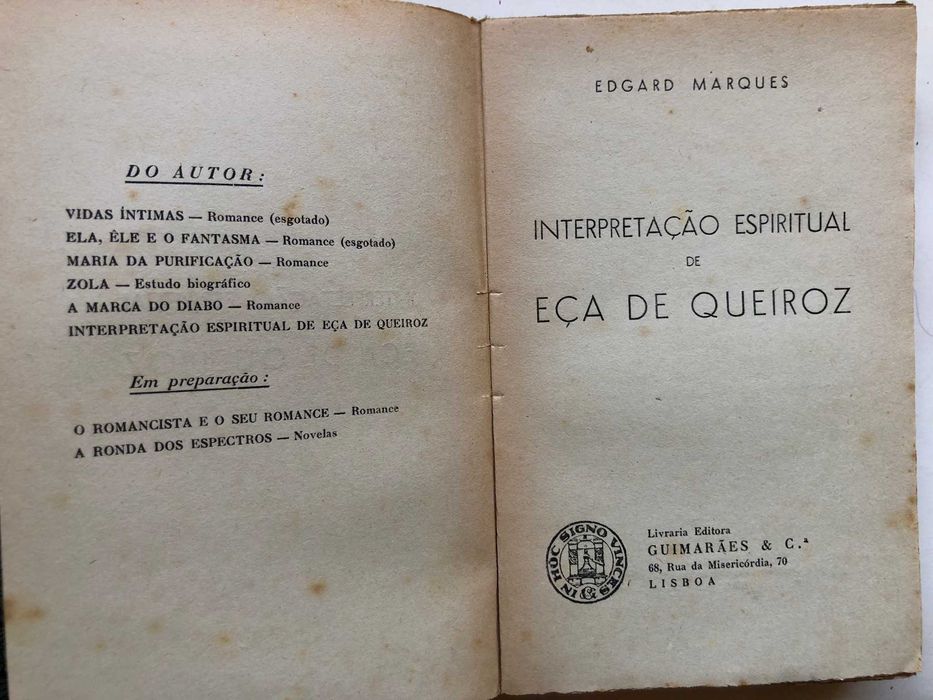 DO AUTOR:
VIDAS ÍNTIMAS — Romance (esgotado)
ELA, ÊLE E O FANTASMA — Romance (esgotado)
MARIA DA PURIFICAÇÃO — Romance
ZOLA — Estudo biográfico
A MARCA DO DIABO — Romance
INTERPRETAÇÃO ESPIRITUAL DE EÇA DE QUEIROZ
Em preparação:
O ROMANCISTA E O SEU ROMANCE — Romance
A RONDA DOS ESPECTROS — Novelas
EDGARD MARQUES
INTERPRETAÇÃO ESPIRITUAL
DE
EÇA DE QUEIROZ
IN HOC SIGNO VINCES
G
Livraria Editora
GUIMARÃES & C.ª
68, Rua da Misericórdia, 70
LISBOA